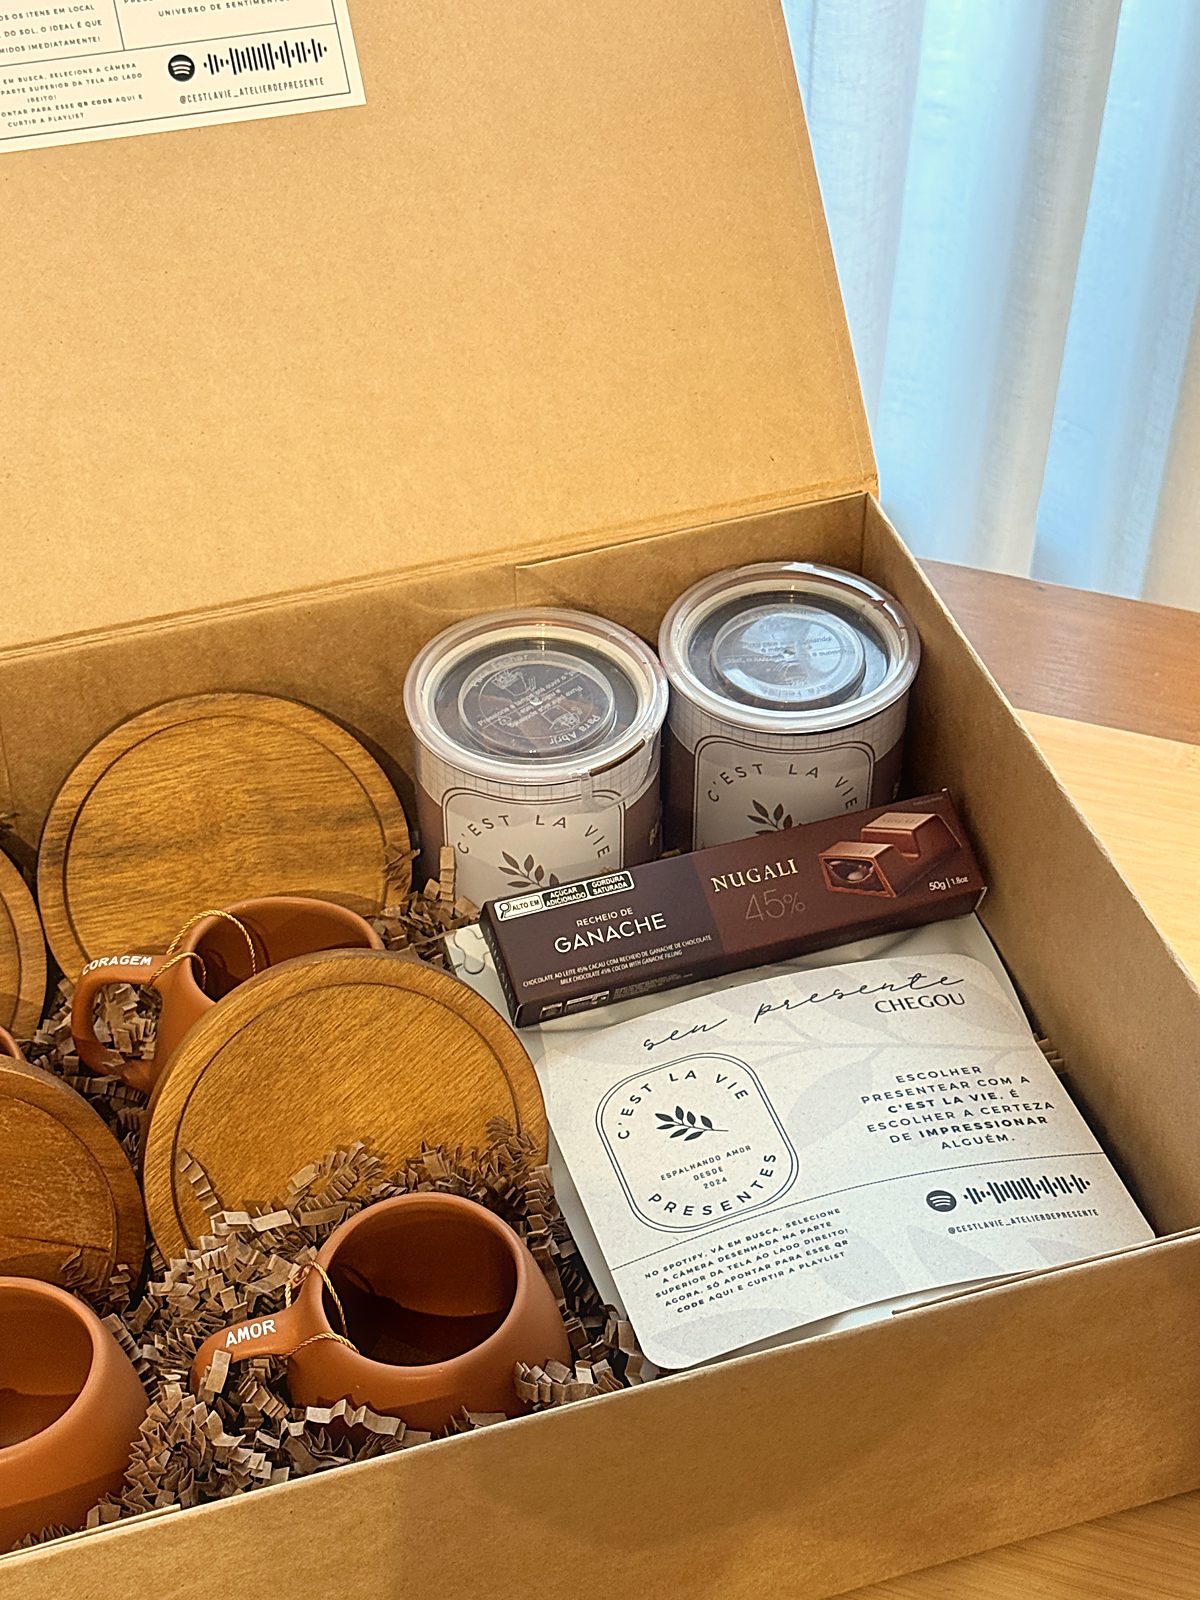 OS OS ITENS EM LOCAL
DO SOL, O IDEAL É QUE
MIDOS IMEDIATAMENTE!
UNIVERSO DE SENTIMENTOS
EM BUSCA, SELECIONE A CÂMERA
PARTE SUPERIOR DA TELA AO LADO
IREITO!
ONTAR PARA ESSE QR CODE AQUI E
CURTIR A PLAYLIST
@CESTLAVIE_ATELIERDEPRESENTE
Para Abrir
C'EST LA VIE
C'EST LA VIE
ALTO EM
AÇÚCAR
ADICIONADO
GORDURA
SATURADA
RECHEIO DE
GANACHE
CHOCOLATE AO LEITE 45% CACAU COM RECHEIO DE GANACHE DE CHOCOLATE
MILK CHOCOLATE 45% COCOA WITH GANACHE FILLING
NUGALI
45%
50g | 1.8oz
CORAGEM
AMOR
seu presente
CHEGOU
C'EST LA VIE
ESPALHANDO AMOR
DESDE
2024
PRESENTES
ESCOLHER
PRESENTEAR COM A
C'EST LA VIE, É
ESCOLHER A CERTEZA
DE IMPRESSIONAR
ALGUÉM.
NO SPOTIFY, VÁ EM BUSCA, SELECIONE
A CÂMERA DESENHADA NA PARTE
SUPERIOR DA TELA AO LADO DIREITO!
AGORA, SÓ APONTAR PARA ESSE QR
CODE AQUI E CURTIR A PLAYLIST
@CESTLAVIE_ATELIERDEPRESENTE